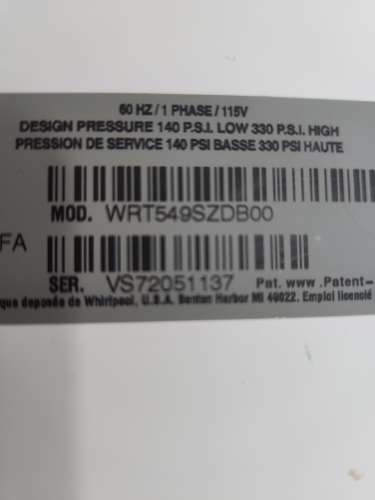 60 HZ / 1 PHASE / 115V
DESIGN PRESSURE 140 P.S.I. LOW 330 P.S.I. HIGH
PRESSION DE SERVICE 140 PSI BASSE 330 PSI HAUTE
MOD. WRT549SZDB00
FA
SER. VS72051137 Pat. www.Patent-
que deposée de Whirlpool, U.S.A. Benton Harbor MI 49022. Emploi licencié